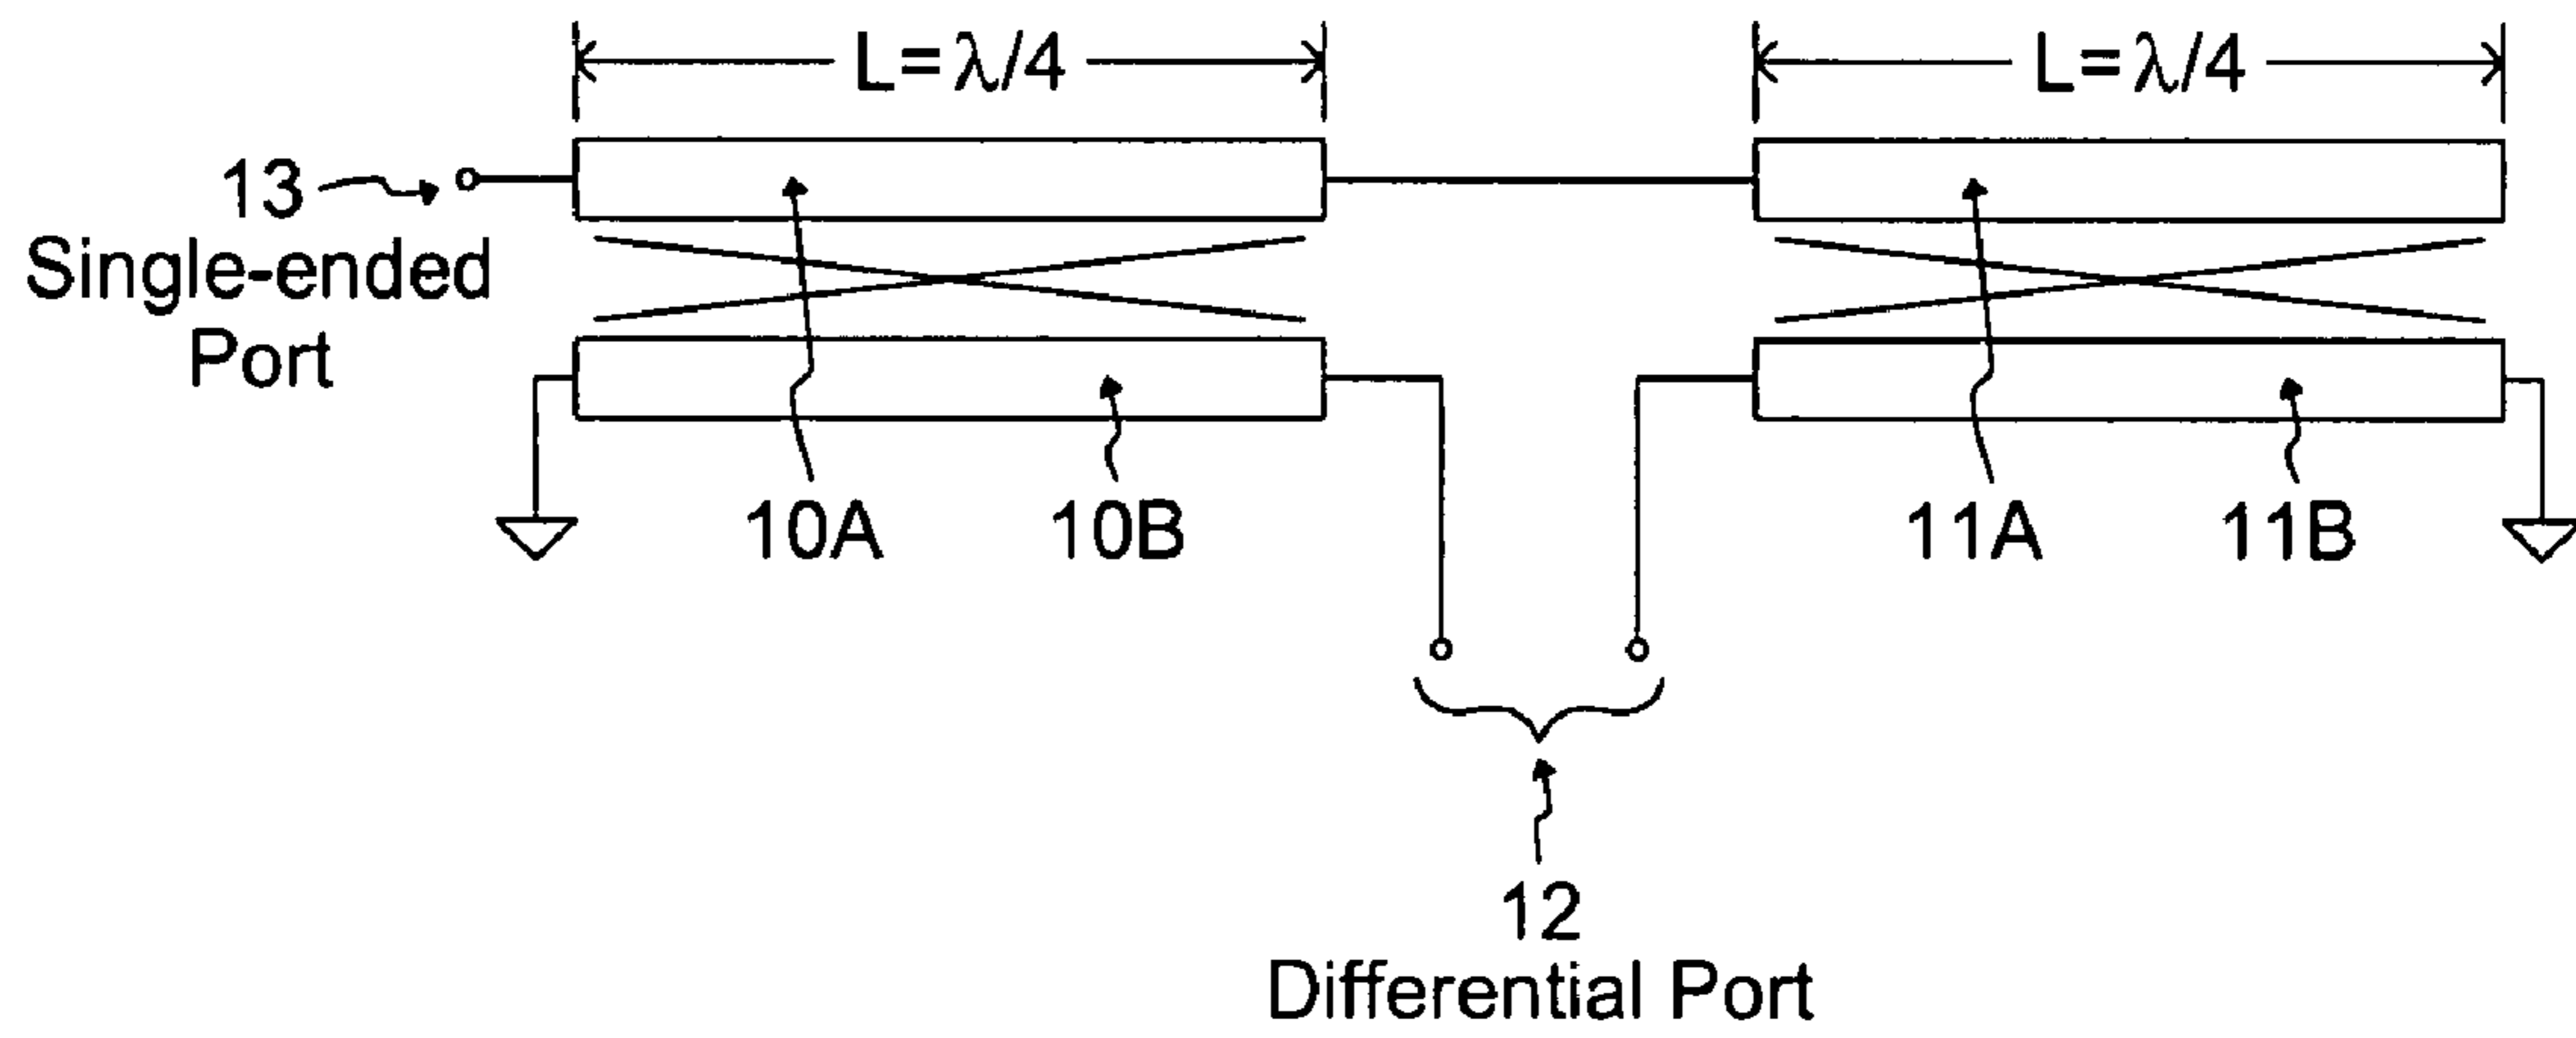 L=λ/4
L=λ/4
13
Single-ended
Port
10A
10B
11A
11B
12
Differential Port